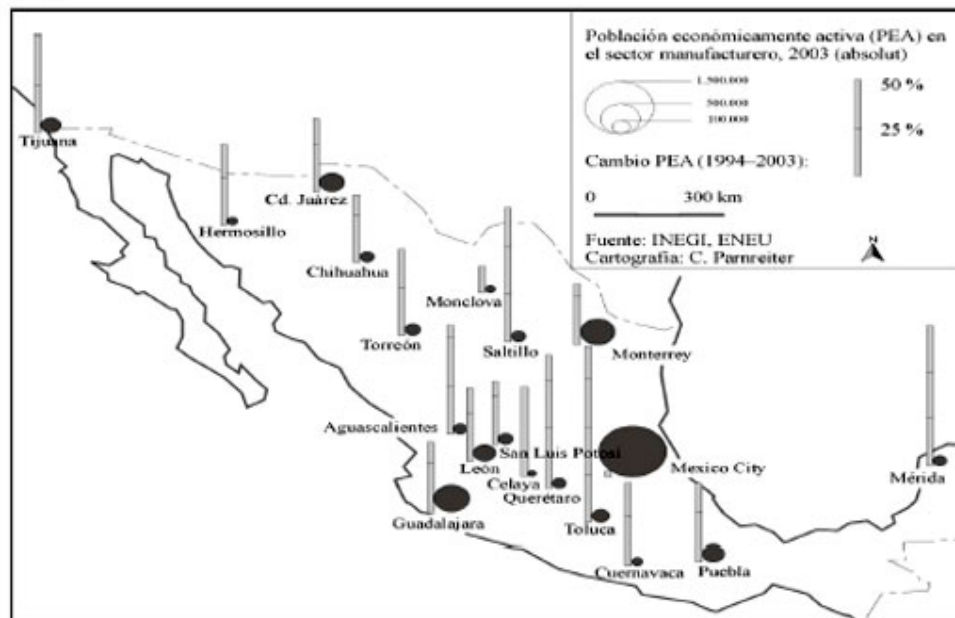 Población económicamente activa (PEA) en
el sector manufacturero, 2003 (absolut)
1.500.000
500.000
100.000
50 %
25 %
Cambio PEA (1994–2003):
0 300 km
N
Fuente: INEGI, ENEU
Cartografia: C. Parnreiter
Tijuana
Cd. Juárez
Hermosillo
Chihuahua
Monclova
Torreón
Saltillo
Monterrey
Aguascalientes
San Luis Potosí
León
Mexico City
Celaya
Mérida
Querétaro
Guadalajara
Toluca
Cuernavaca
Puebla